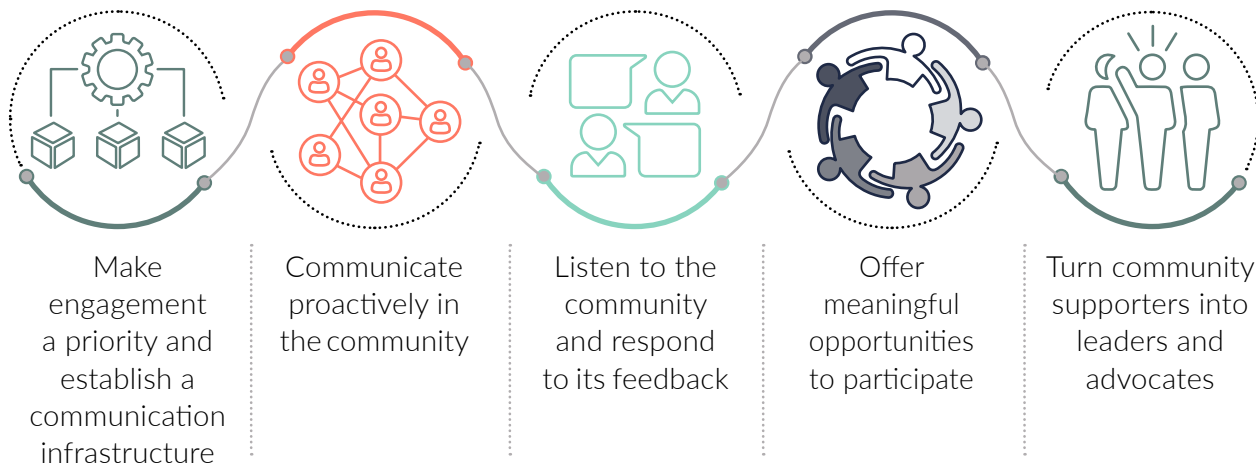 Make
engagement
a priority and
establish a
communication
infrastructure
Communicate
proactively in
the community
Listen to the
community
and respond
to its feedback
Offer
meaningful
opportunities
to participate
Turn community
supporters into
leaders and
advocates